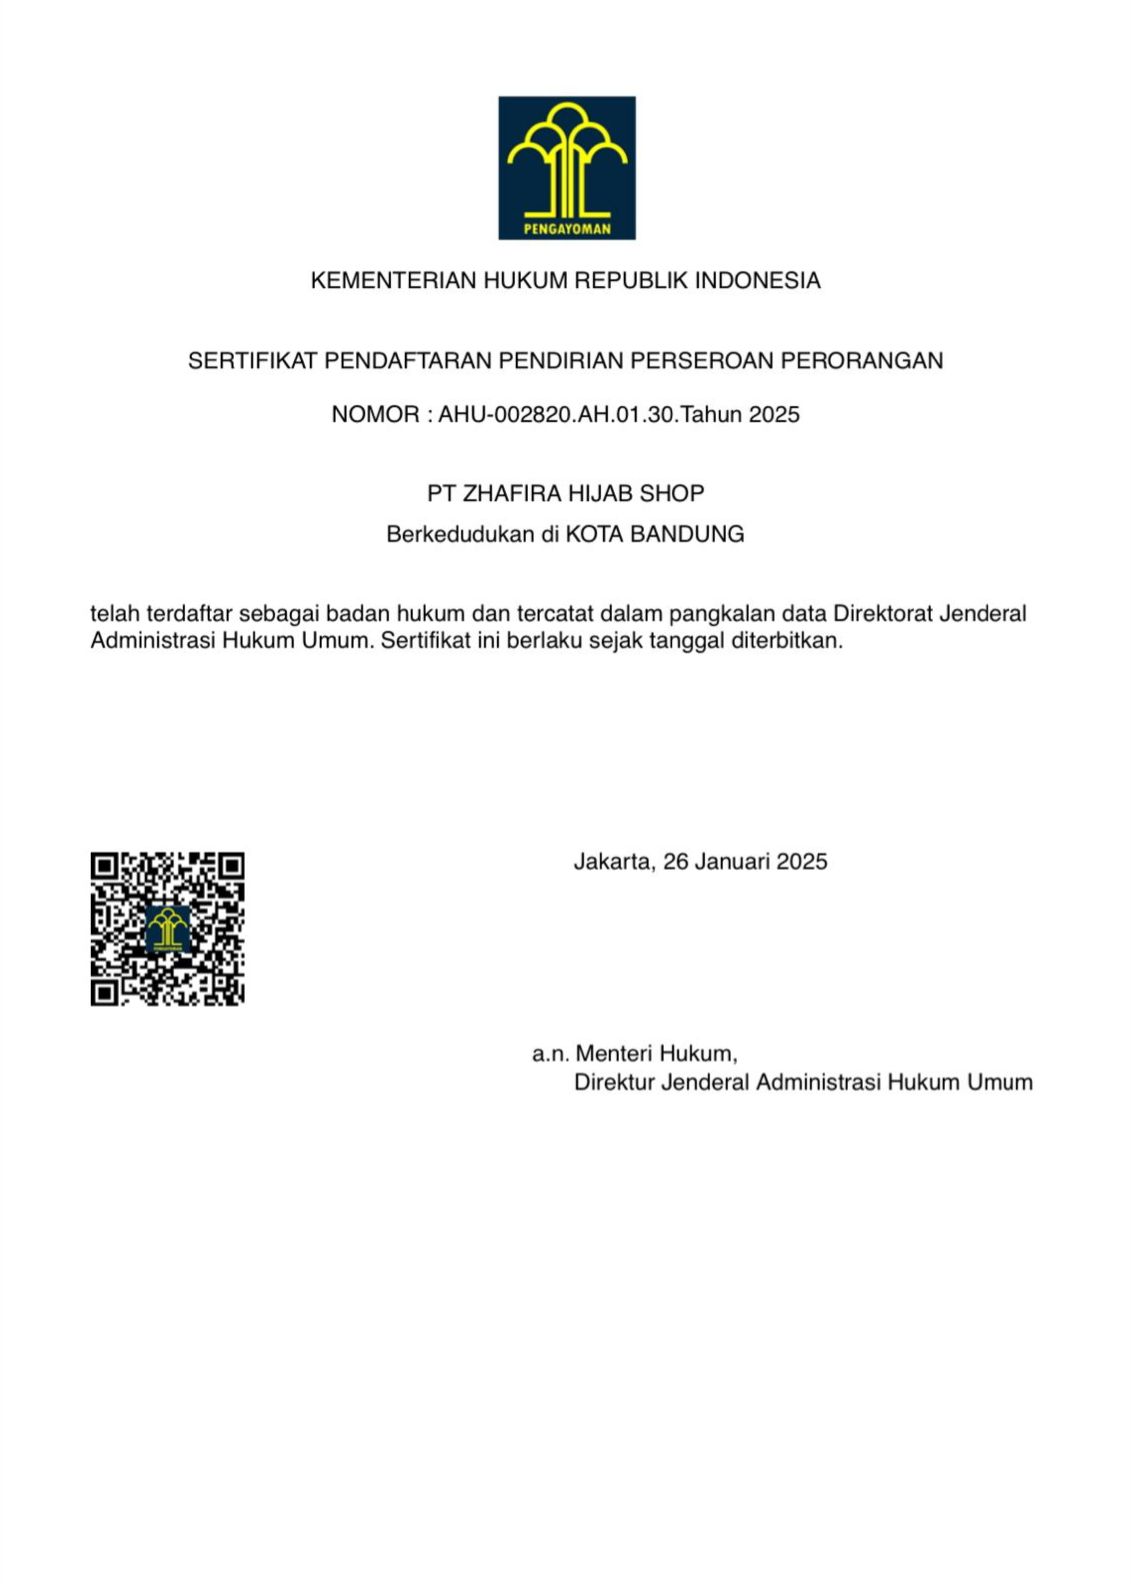 PENGAYOMAN
KEMENTERIAN HUKUM REPUBLIK INDONESIA
SERTIFIKAT PENDAFTARAN PENDIRIAN PERSEROAN PERORANGAN
NOMOR : AHU-002820.AH.01.30.Tahun 2025
PT ZHAFIRA HIJAB SHOP
Berkedudukan di KOTA BANDUNG
telah terdaftar sebagai badan hukum dan tercatat dalam pangkalan data Direktorat Jenderal
Administrasi Hukum Umum. Sertifikat ini berlaku sejak tanggal diterbitkan.
Jakarta, 26 Januari 2025
PENGAYOMAN
a.n. Menteri Hukum,
Direktur Jenderal Administrasi Hukum Umum